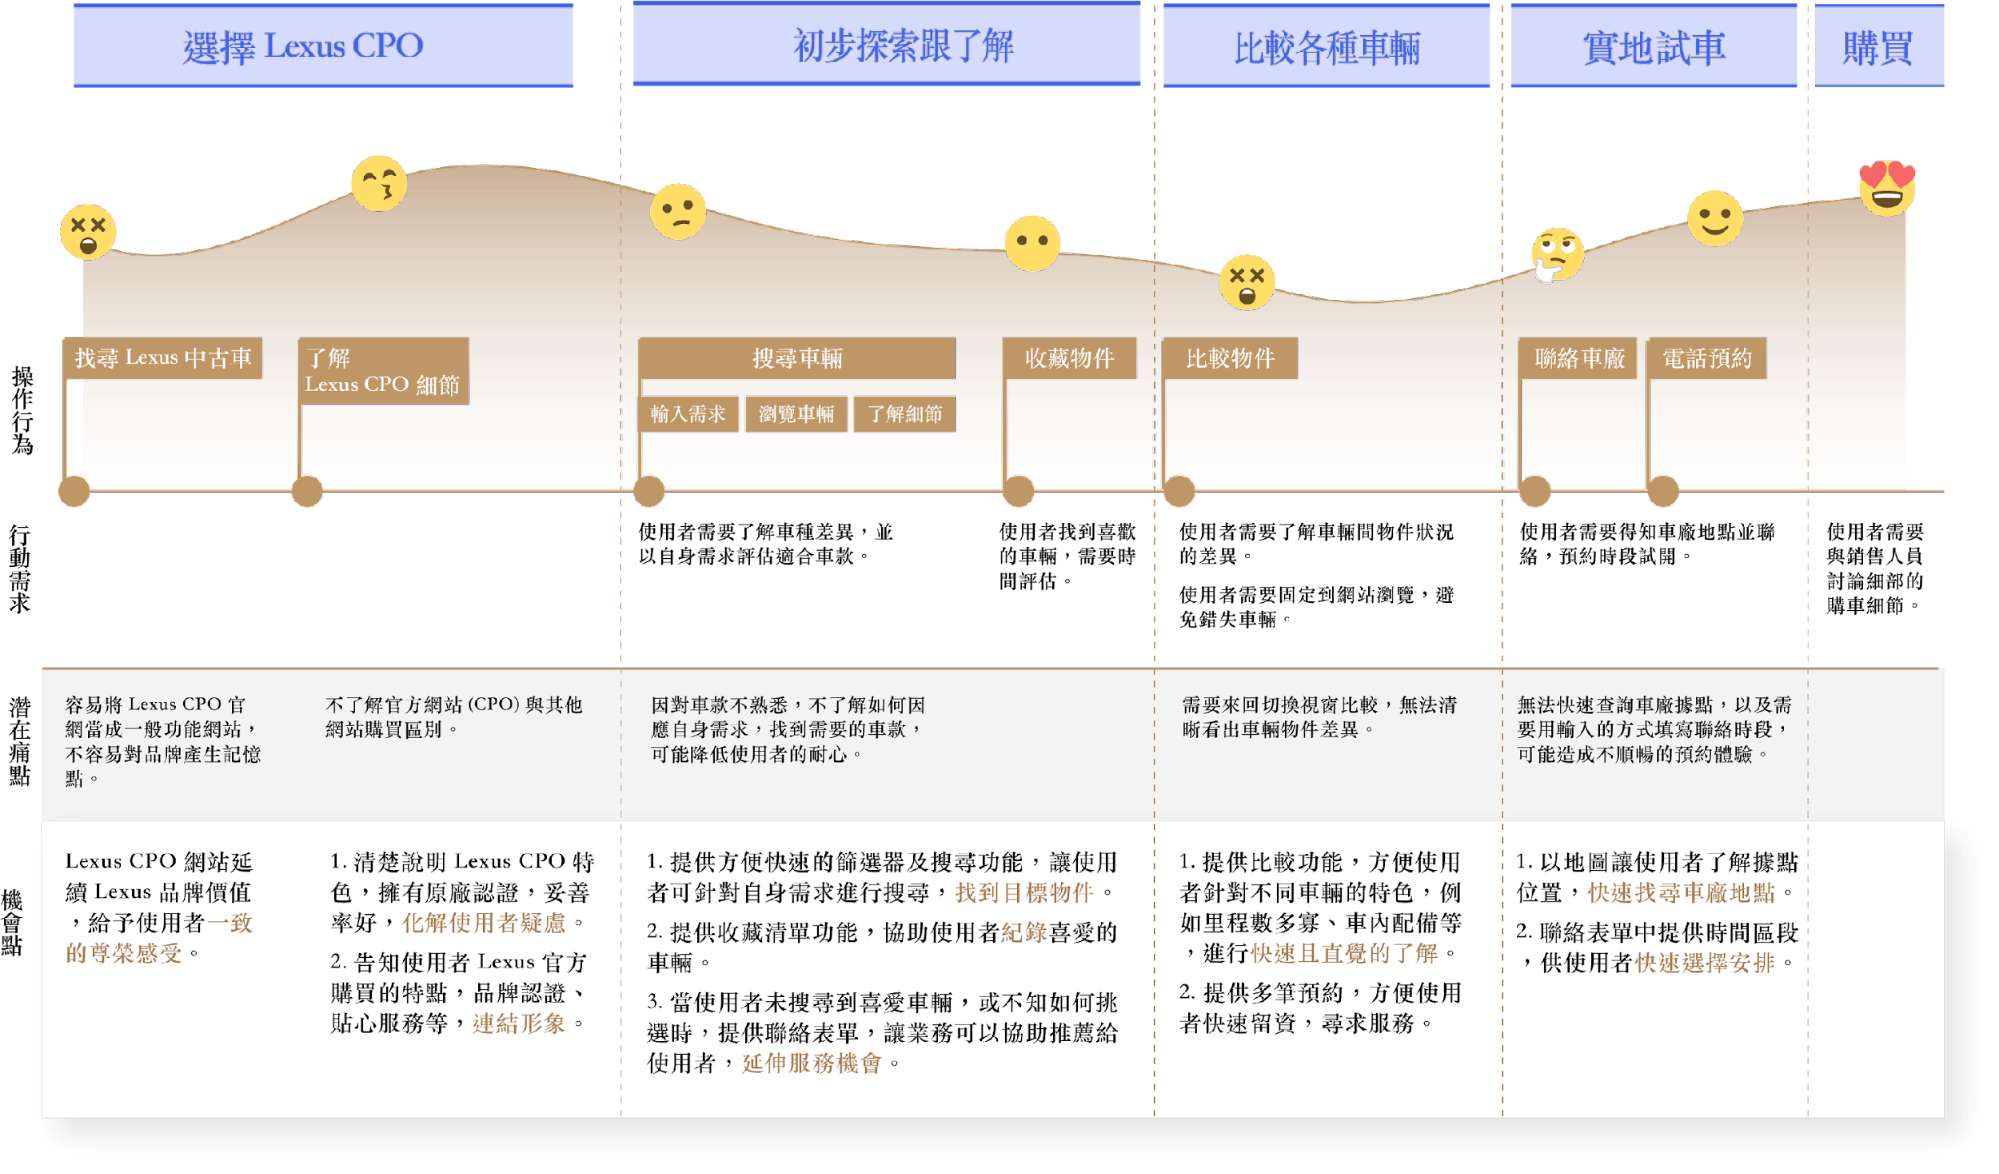 選擇 Lexus CPO
初步探索跟了解
比較各種車輛
實地試車
購買
操作行為
找尋 Lexus 中古車
了解
Lexus CPO 細節
搜尋車輛
輸入需求
瀏覽車輛
了解細節
收藏物件
比較物件
聯絡車廠
電話預約
行動需求
使用者需要了解車種差異，並
以自身需求評估適合車款。
使用者找到喜歡
的車輛，需要時
間評估。
使用者需要了解車輛間物件狀況
的差異。
使用者需要固定到網站瀏覽，避
免錯失車輛。
使用者需要得知車廠地點並聯
絡，預約時段試開。
使用者需要
與銷售人員
討論細部的
購車細節。
潛在痛點
容易將 Lexus CPO 官
網當成一般功能網站，
不容易對品牌產生記憶
點。
不了解官方網站 (CPO) 與其他
網站購買區別。
因對車款不熟悉，不了解如何因
應自身需求，找到需要的車款，
可能降低使用者的耐心。
需要來回切換視窗比較，無法清
晰看出車輛物件差異。
無法快速查詢車廠據點，以及需
要用輸入的方式填寫聯絡時段，
可能造成不順暢的預約體驗。
機會點
Lexus CPO 網站延
續 Lexus 品牌價值
，給予使用者一致
的尊榮感受。
1. 清楚說明 Lexus CPO 特
色，擁有原廠認證，妥善
率好，化解使用者疑慮。
2. 告知使用者 Lexus 官方
購買的特點，品牌認證、
貼心服務等，連結形象。
1. 提供方便快速的篩選器及搜尋功能，讓使用
者可針對自身需求進行搜尋，找到目標物件。
2. 提供收藏清單功能，協助使用者紀錄喜愛的
車輛。
3. 當使用者未搜尋到喜愛車輛，或不知如何挑
選時，提供聯絡表單，讓業務可以協助推薦給
使用者，延伸服務機會。
1. 提供比較功能，方便使用
者針對不同車輛的特色，例
如里程數多寡、車內配備等
，進行快速且直覺的了解。
2. 提供多筆預約，方便使用
者快速留資，尋求服務。
1. 以地圖讓使用者了解據點
位置，快速找尋車廠地點。
2. 聯絡表單中提供時間區段
，供使用者快速選擇安排。